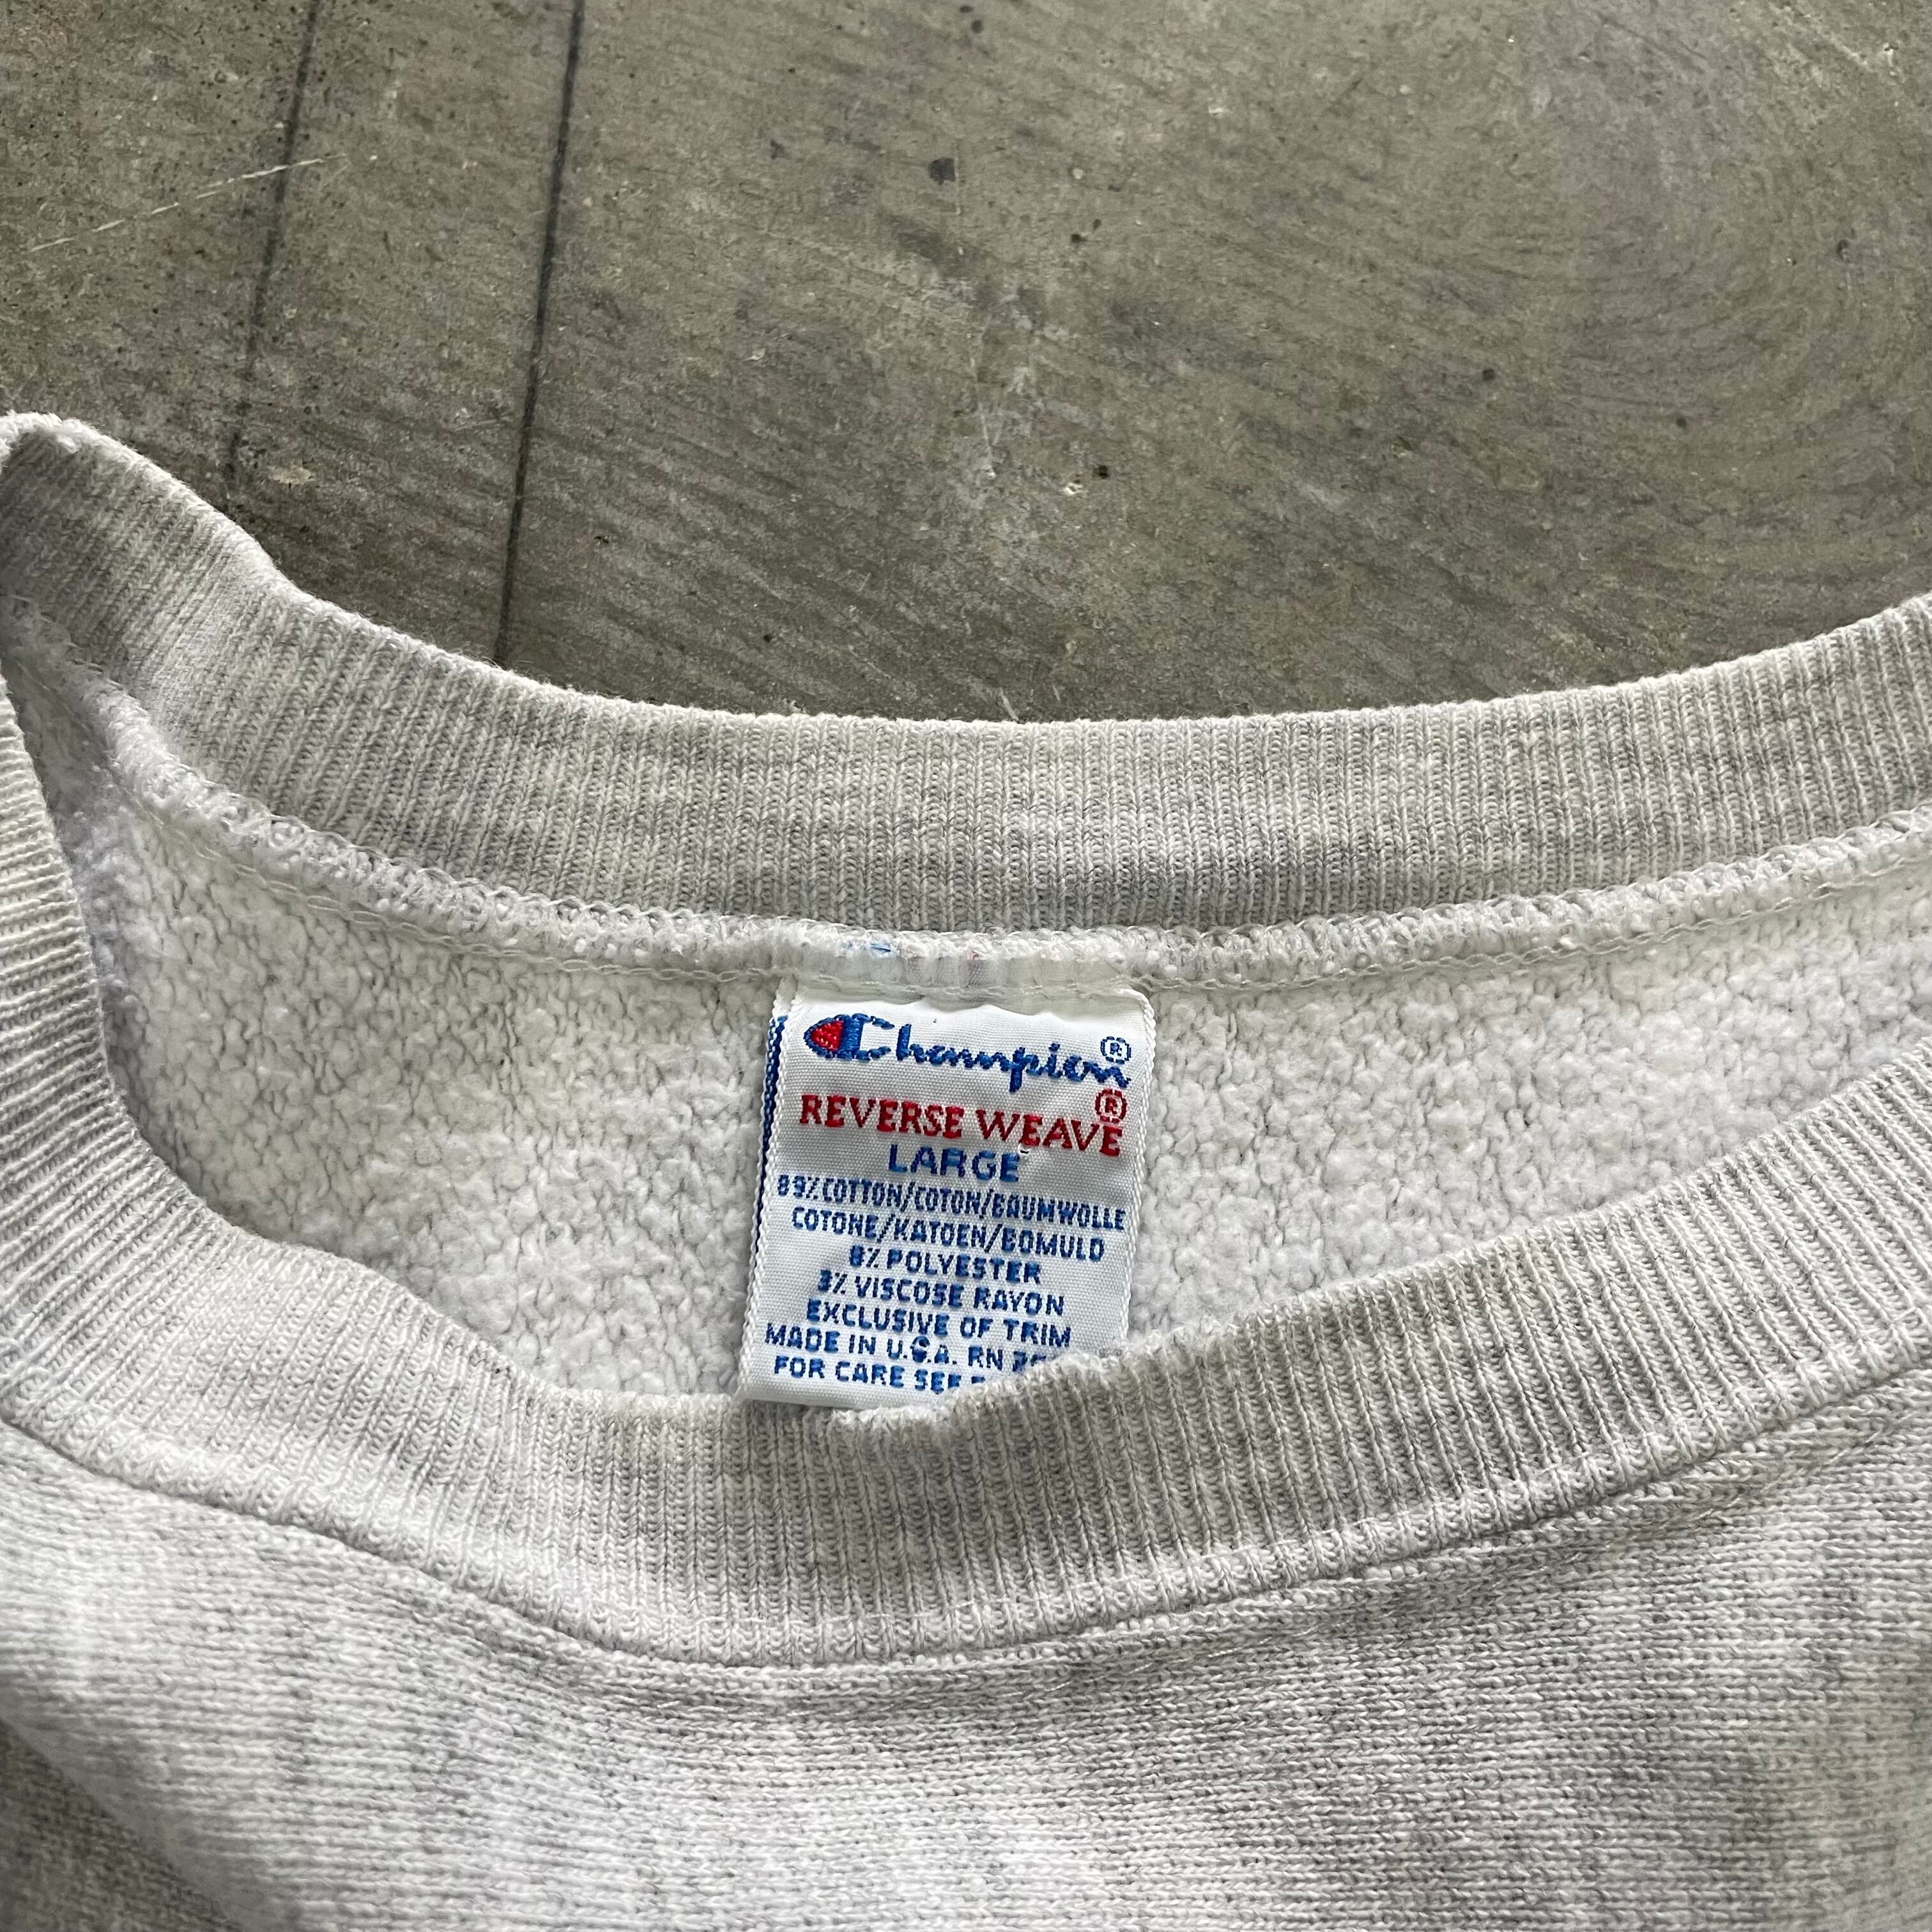 Champion®
REVERSE WEAVE®
LARGE
89% COTTON/COTON/BAUMWOLLE
COTONE/KATOEN/BOMULD
8% POLYESTER
3% VISCOSE RAYON
EXCLUSIVE OF TRIM
MADE IN U.S.A. RN
FOR CARE SEE